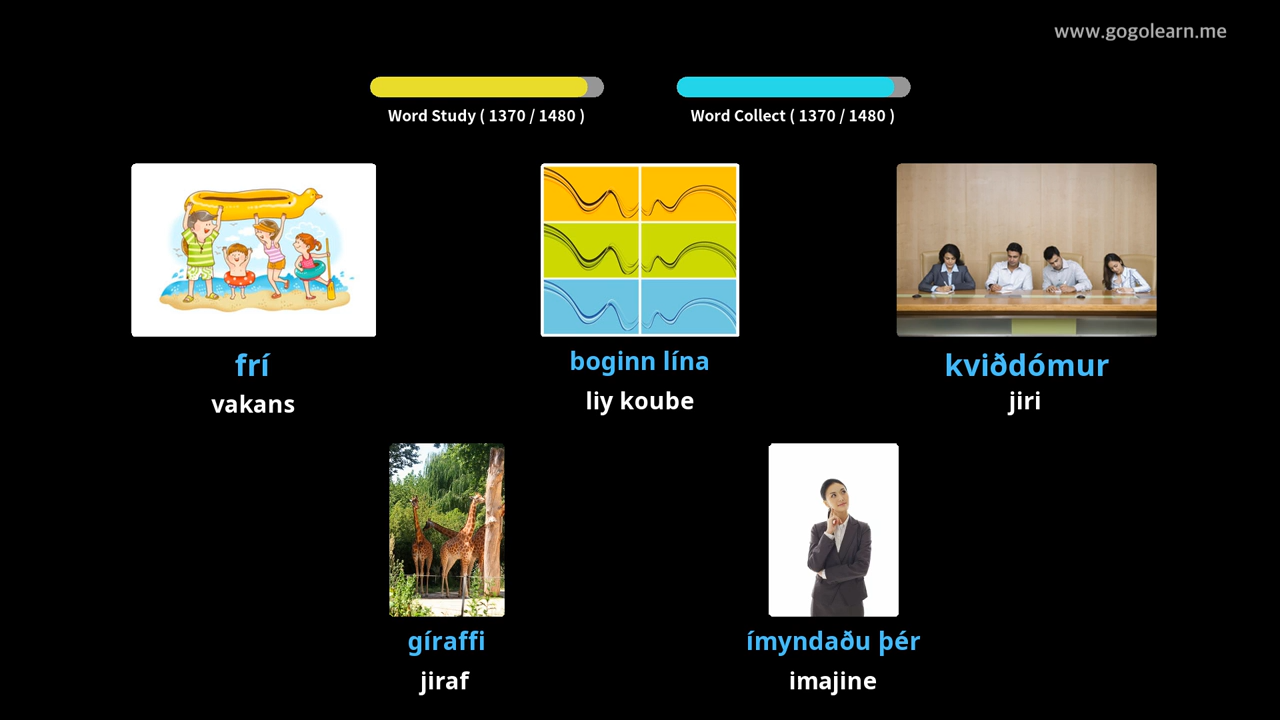 www.gogolearn.me
Word Study ( 1370 / 1480 )
Word Collect ( 1370 / 1480 )
frí
boginn lína
kviðdómur
vakans
liy koube
jiri
gíraffi
ímyndaðu þér
jiraf
imajine